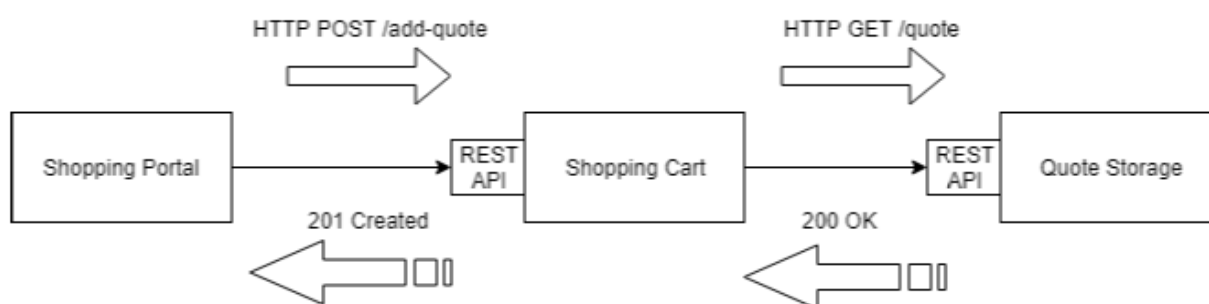 HTTP POST /add-quote
HTTP GET /quote
Shopping Portal
REST
API
Shopping Cart
REST
API
Quote Storage
201 Created
200 OK